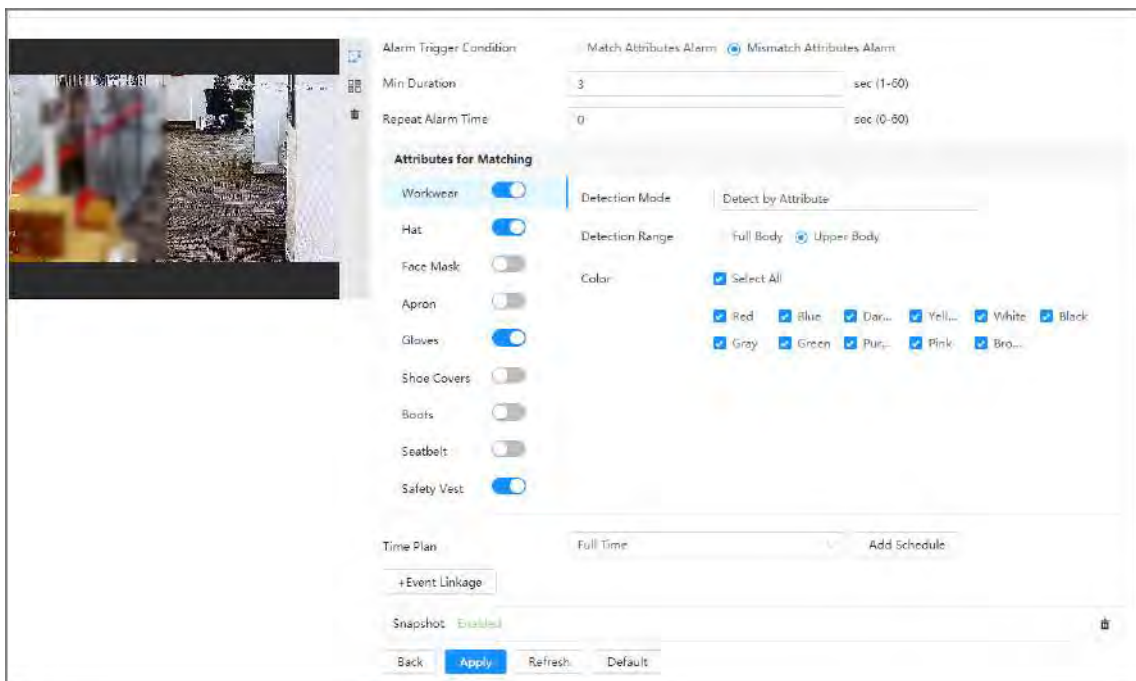 Alarm Trigger Condition Match Attributes Alarm Mismatch Attributes Alarm
Min Duration 3 sec (1-60)
Repeat Alarm Time 0 sec (0-60)
Attributes for Matching
Workwear Detection Mode Detect by Attribute
Hat Detection Range Full Body Upper Body
Face Mask Color Select All
Apron Red Blue Dar... Yell... White Black
Gloves Gray Green Pur... Pink Bro...
Shoe Covers
Boots
Seatbelt
Safety Vest
Time Plan Full Time Add Schedule
+Event Linkage
Snapshot Enabled
Back Apply Refresh Default